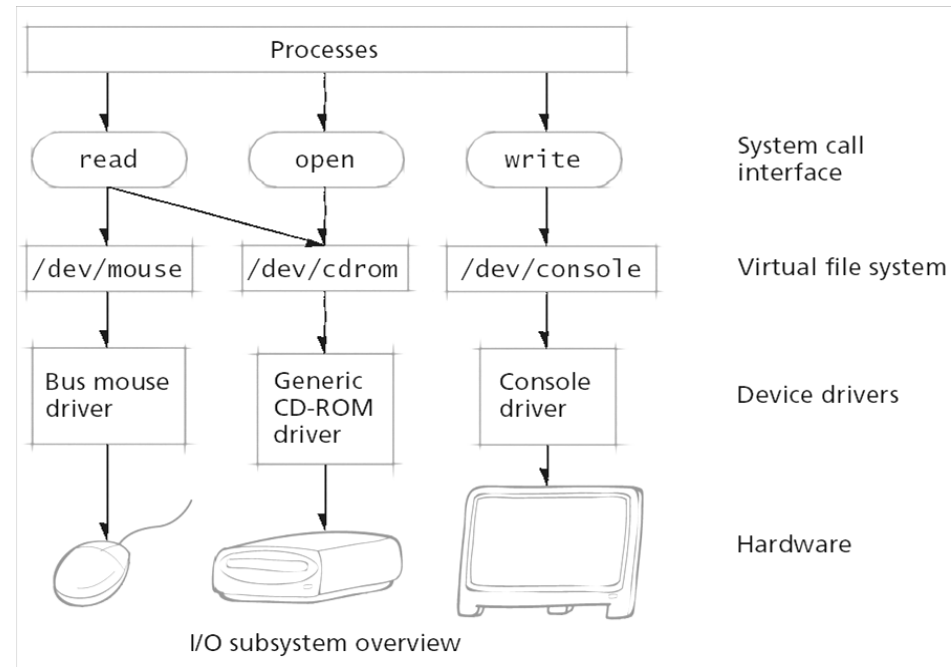 Processes
read
open
write
System call
interface
/dev/mouse
/dev/cdrom
/dev/console
Virtual file system
Bus mouse
driver
Generic
CD-ROM
driver
Console
driver
Device drivers
Hardware
I/O subsystem overview